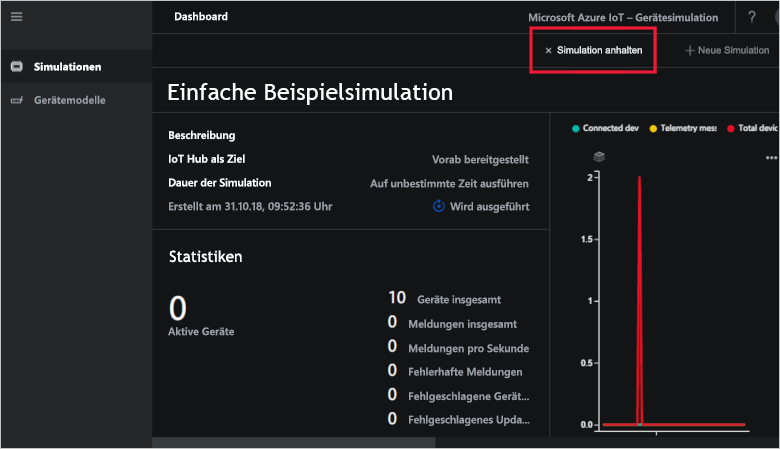 Dashboard
Microsoft Azure IoT – Gerätesimulation
?
× Simulation anhalten
+ Neue Simulation
Simulationen
Gerätemodelle
Einfache Beispielsimulation
Beschreibung
IoT Hub als Ziel Vorab bereitgestellt
Dauer der Simulation Auf unbestimmte Zeit ausführen
Erstellt am 31.10.18, 09:52:36 Uhr Wird ausgeführt
Statistiken
0
Aktive Geräte
10 Geräte insgesamt
0 Meldungen insgesamt
0 Meldungen pro Sekunde
0 Fehlerhafte Meldungen
0 Fehlgeschlagene Gerät...
0 Fehlgeschlagenes Upda...
Connected dev Telemetry mes: Total devic
2
1.5
1
0.5
0.0